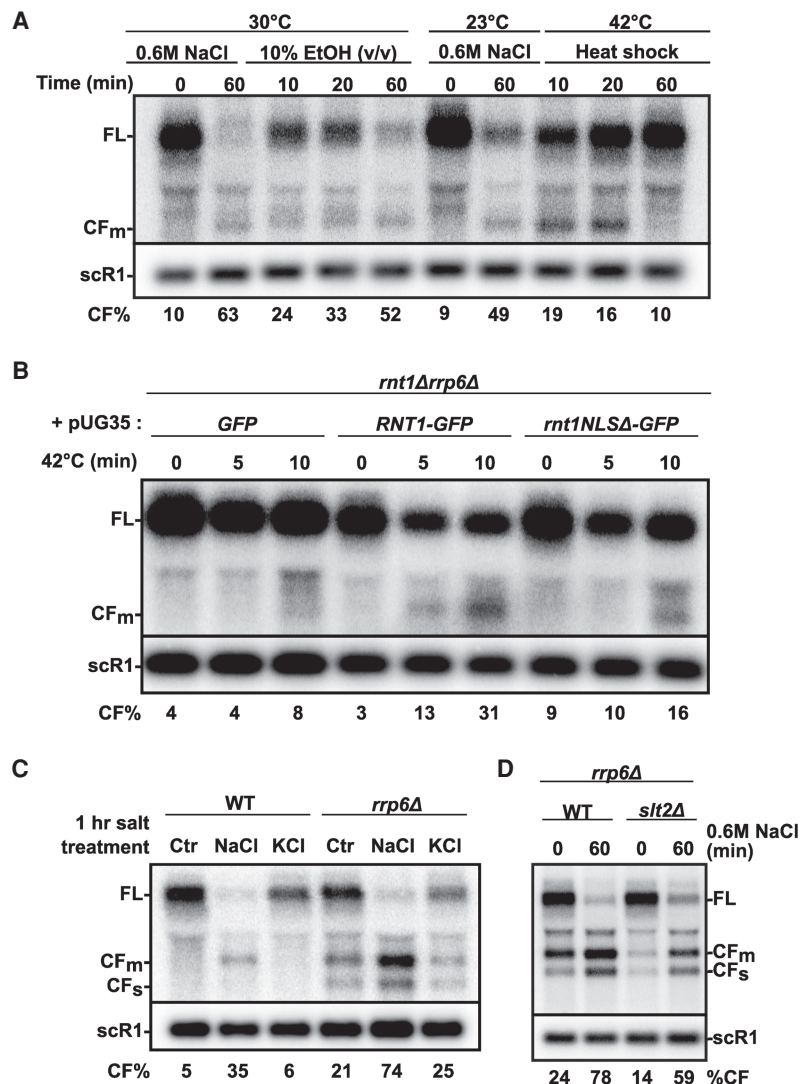 A
30°C 23°C 42°C
0.6M NaCl 10% EtOH (v/v) 0.6M NaCl Heat shock
Time (min) 0 60 10 20 60 0 60 10 20 60
FL-
CFm-
scR1-
CF% 10 63 24 33 52 9 49 19 16 10
B
rnt1Δrrp6Δ
+ pUG35 : GFP RNT1-GFP rnt1NLSΔ-GFP
42°C (min) 0 5 10 0 5 10 0 5 10
FL-
CFm-
scR1-
CF% 4 4 8 3 13 31 9 10 16
C
WT rrp6Δ
1 hr salt
treatment Ctr NaCl KCl Ctr NaCl KCl
FL-
CFm-
CFs-
scR1-
CF% 5 35 6 21 74 25
D
rrp6Δ
WT slt2Δ
0.6M NaCl
0 60 0 60 (min)
-FL
-CFm
-CFs
-scR1
24 78 14 59 %CF